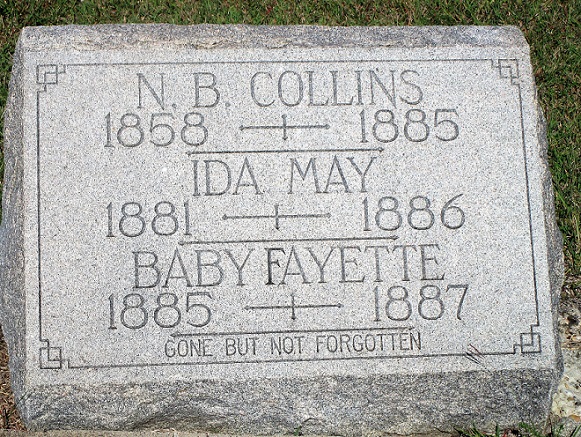 N. B. COLLINS
1858 1885
IDA MAY
1881 1886
BABY FAYETTE
1885 1887
GONE BUT NOT FORGOTTEN